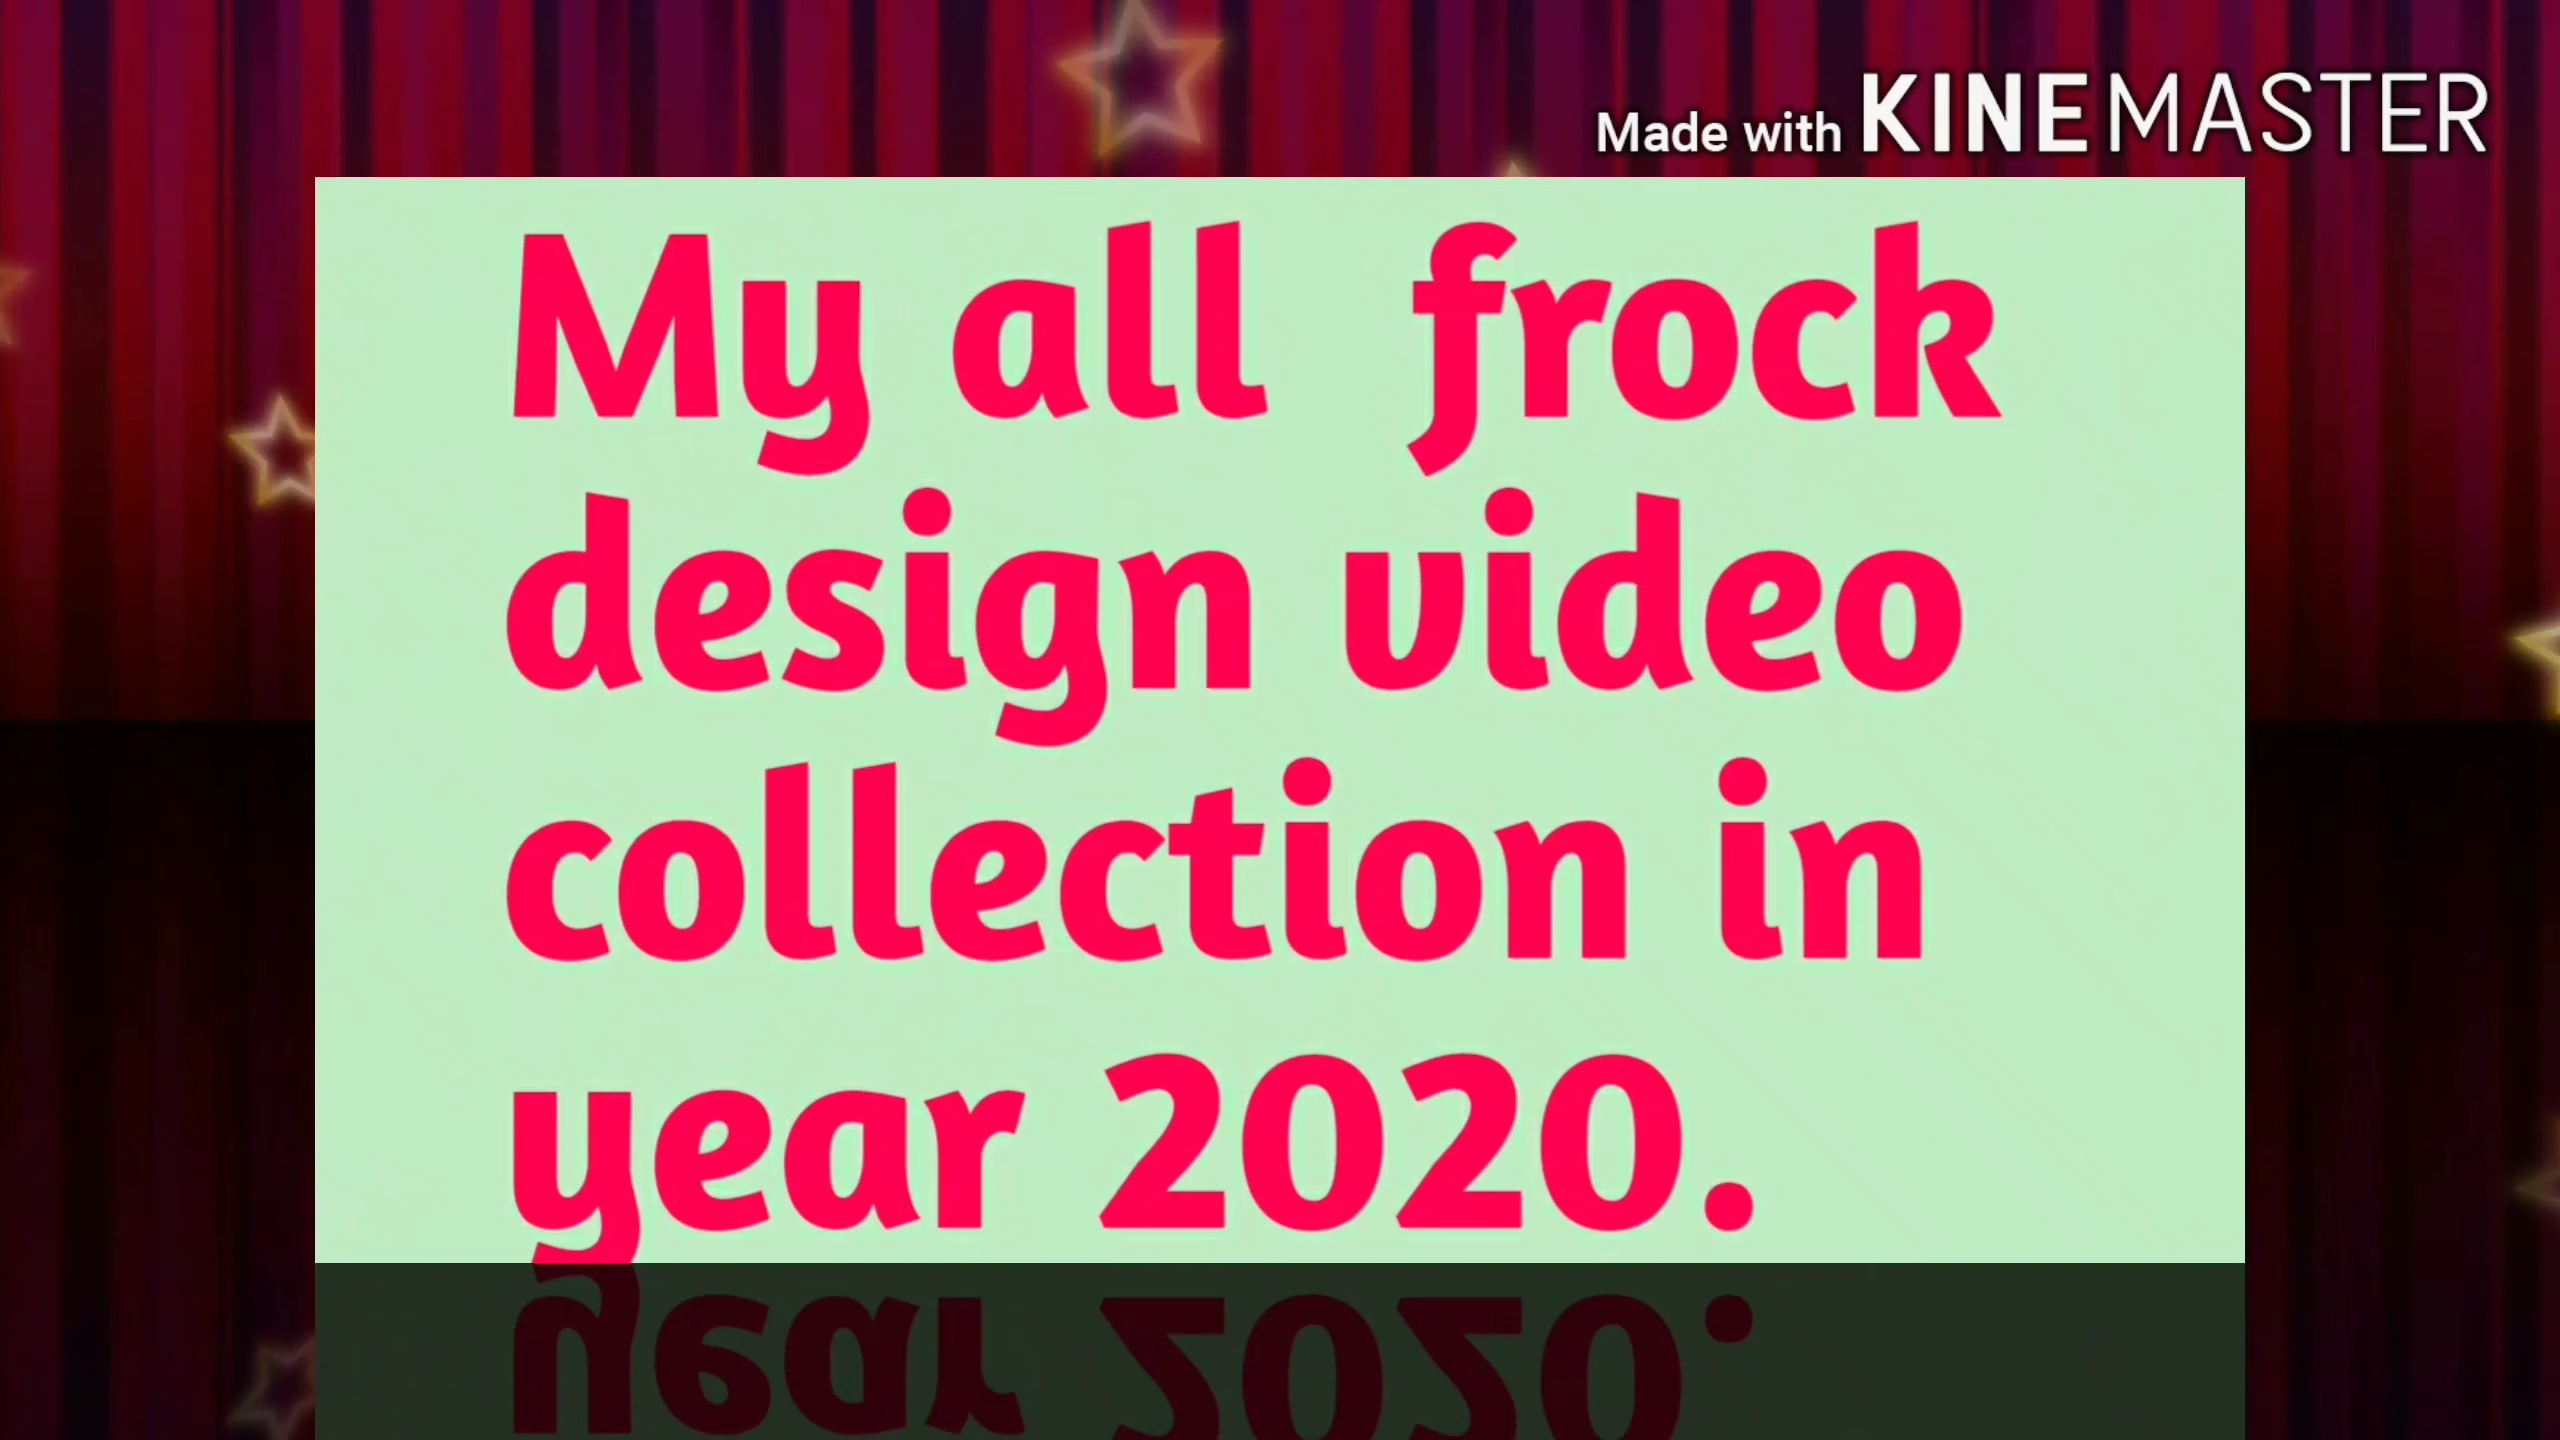 Made with KINEMASTER
My all frock
design video
collection in
year 2020.